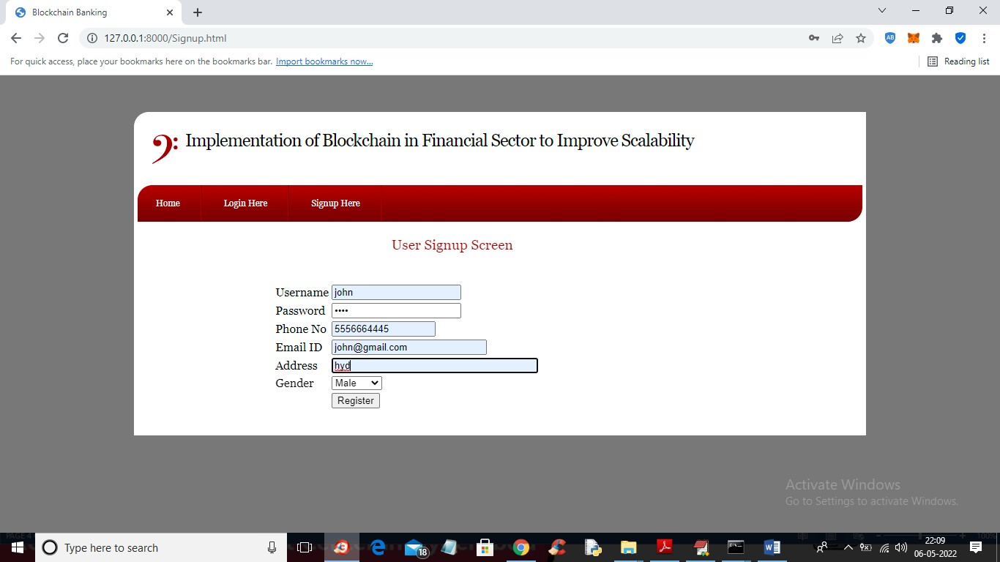 Blockchain Banking
127.0.0.1:8000/Signup.html
For quick access, place your bookmarks here on the bookmarks bar. Import bookmarks now...
Reading list
Implementation of Blockchain in Financial Sector to Improve Scalability
Home Login Here Signup Here
User Signup Screen
Username john
Password ••••
Phone No 5556664445
Email ID john@gmail.com
Address hyd
Gender Male
Register
Activate Windows
Go to Settings to activate Windows.
PAGE 4
100%
Type here to search
18
22:09
06-05-2022